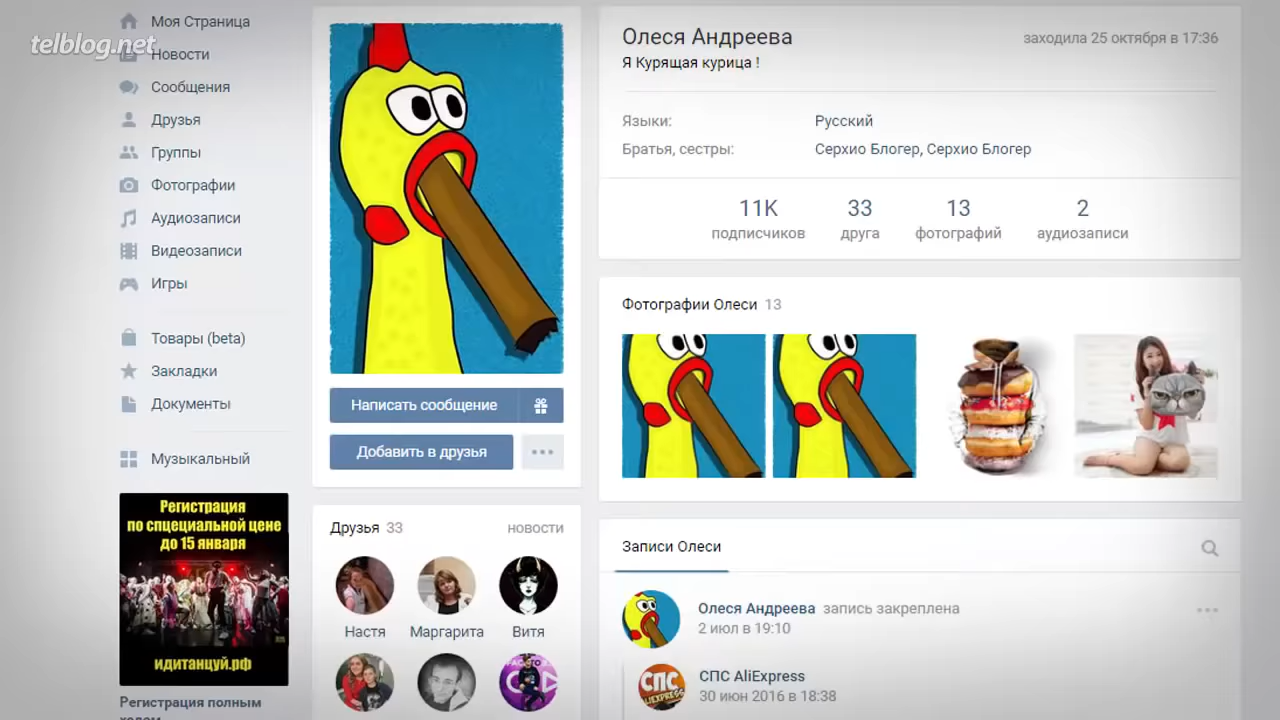 telblog.net
Моя Страница
Новости
Сообщения
Друзья
Группы
Фотографии
Аудиозаписи
Видеозаписи
Игры
Товары (beta)
Закладки
Документы
Музыкальный
Регистрация
по спцециальной цене
до 15 января
идитанцуй.рф
Регистрация полным
ходом
Написать сообщение
Добавить в друзья
Друзья 33
новости
Настя
Маргарита
Витя
Олеся Андреева
заходила 25 октября в 17:36
Я Курящая курица !
Языки: Русский
Братья, сестры: Серхио Блогер, Серхио Блогер
11K 33 13 2
подписчиков друга фотографий аудиозаписи
Фотографии Олеси 13
Записи Олеси
Олеся Андреева запись закреплена
2 июл в 19:10
СПС
ALIEXPRESS
СПС AliExpress
30 июн 2016 в 18:38